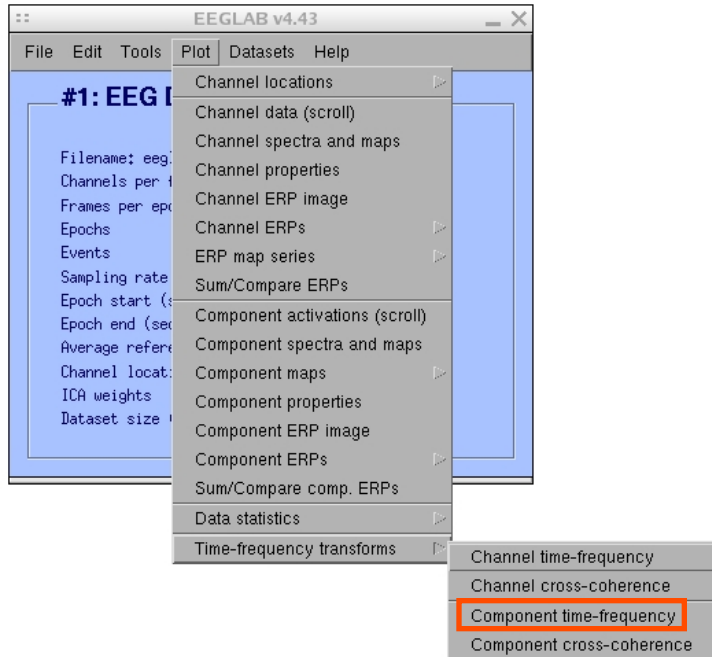 EEGLAB v4.43
File Edit Tools Plot Datasets Help
#1: EEG
Filename: eegl
Channels per
Frames per epo
Epochs
Events
Sampling rate
Epoch start (s
Epoch end (sec
Average refere
Channel locat
ICA weights
Dataset size
Channel locations
Channel data (scroll)
Channel spectra and maps
Channel properties
Channel ERP image
Channel ERPs
ERP map series
Sum/Compare ERPs
Component activations (scroll)
Component spectra and maps
Component maps
Component properties
Component ERP image
Component ERPs
Sum/Compare comp. ERPs
Data statistics
Time-frequency transforms
Channel time-frequency
Channel cross-coherence
Component time-frequency
Component cross-coherence